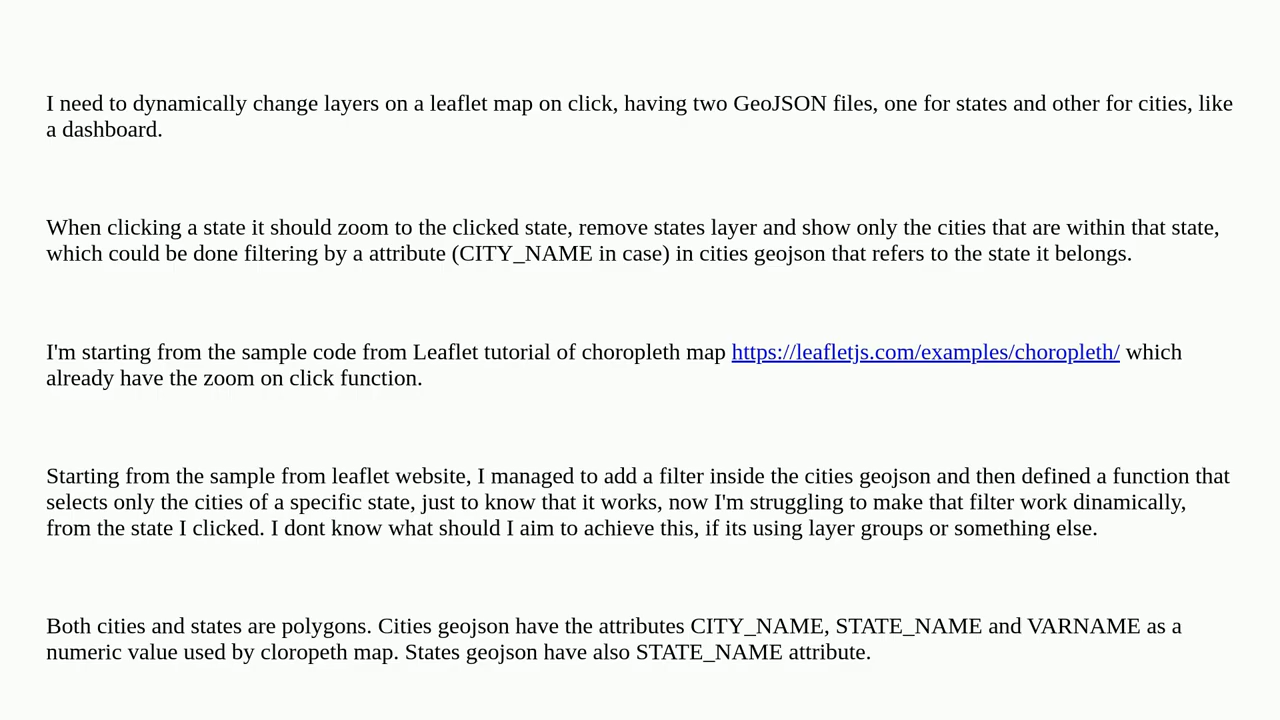 I need to dynamically change layers on a leaflet map on click, having two GeoJSON files, one for states and other for cities, like
a dashboard.
When clicking a state it should zoom to the clicked state, remove states layer and show only the cities that are within that state,
which could be done filtering by a attribute (CITY_NAME in case) in cities geojson that refers to the state it belongs.
I'm starting from the sample code from Leaflet tutorial of choropleth map https://leafletjs.com/examples/choropleth/ which
already have the zoom on click function.
Starting from the sample from leaflet website, I managed to add a filter inside the cities geojson and then defined a function that
selects only the cities of a specific state, just to know that it works, now I'm struggling to make that filter work dinamically,
from the state I clicked. I dont know what should I aim to achieve this, if its using layer groups or something else.
Both cities and states are polygons. Cities geojson have the attributes CITY_NAME, STATE_NAME and VARNAME as a
numeric value used by cloropeth map. States geojson have also STATE_NAME attribute.